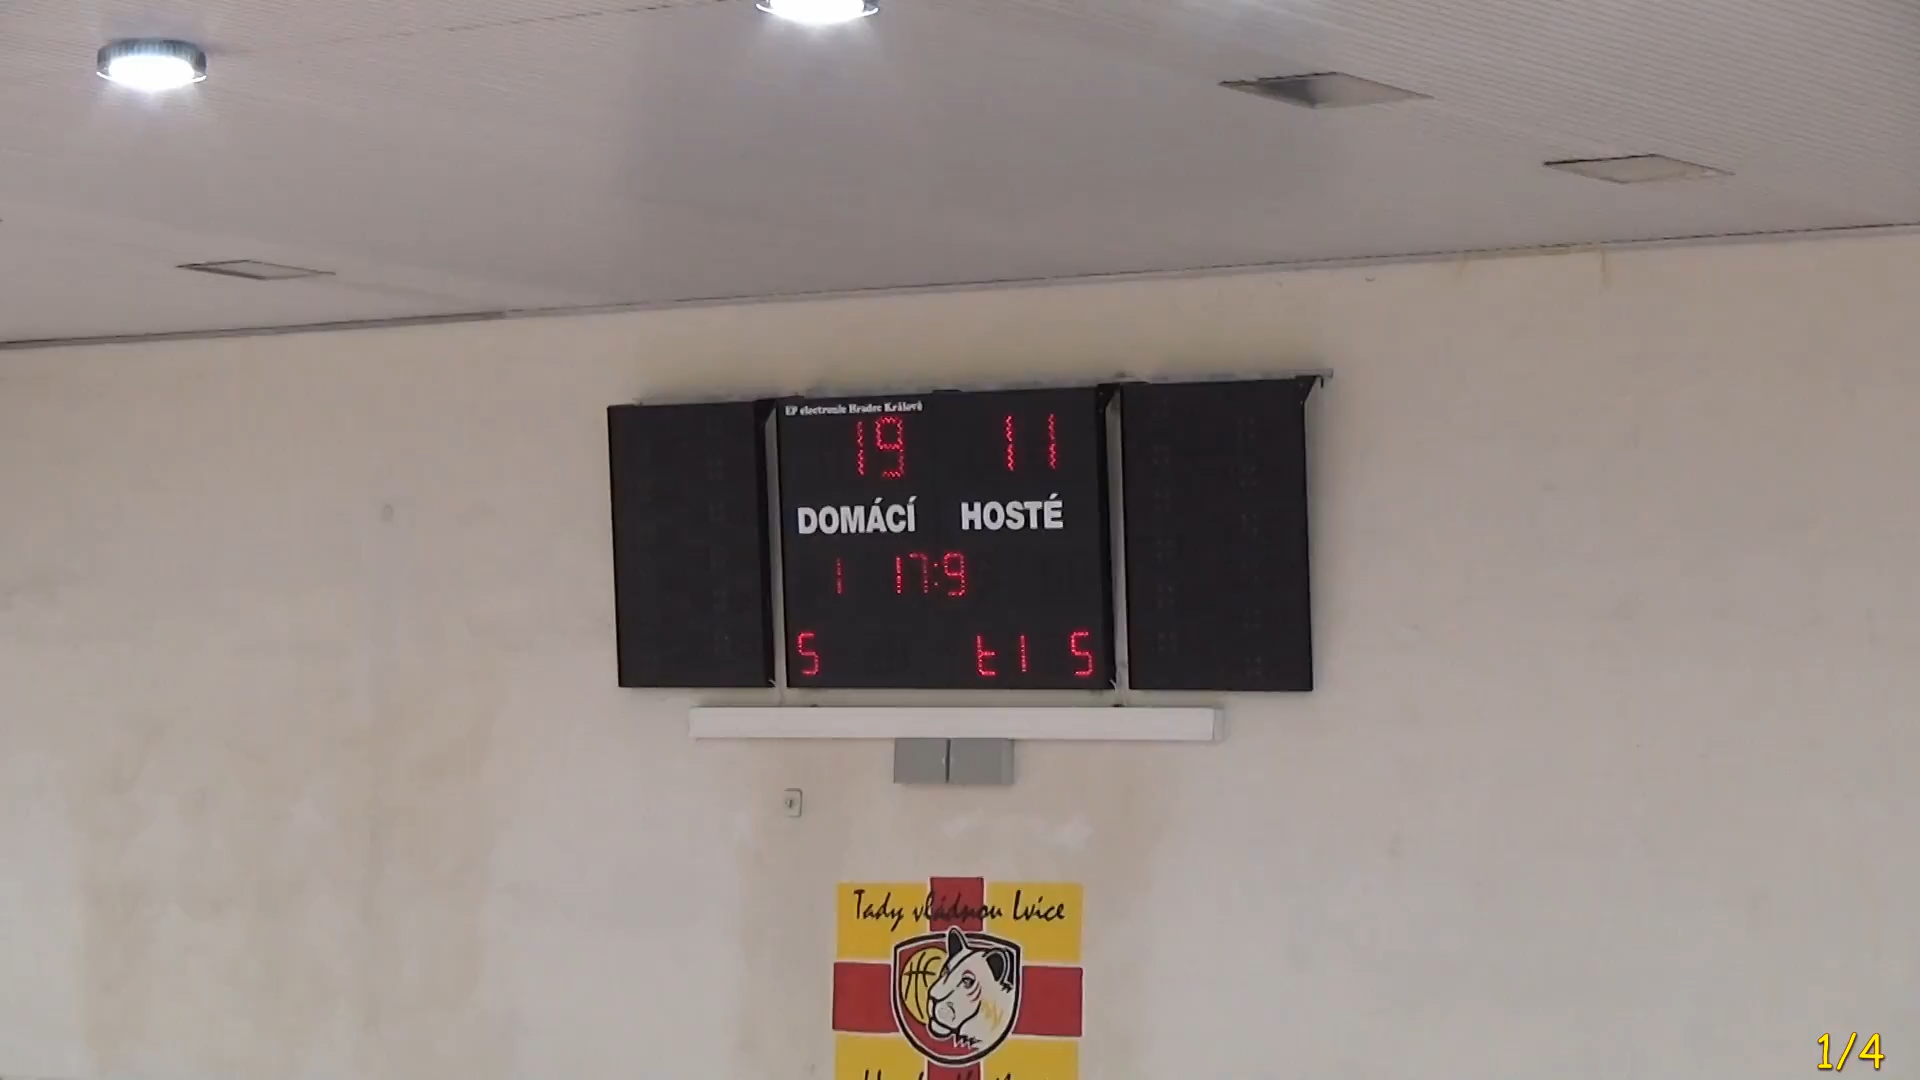 EP electronic Hradec Králové
19 11
DOMÁCÍ HOSTÉ
1 17:9
5 t1 5
Tady vládnou Lvice
HK
1/4